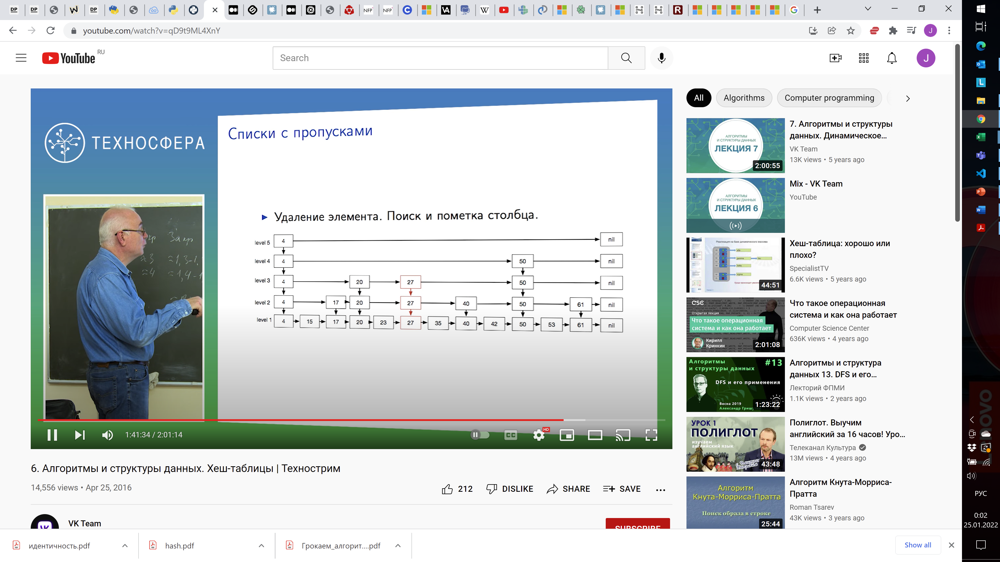 youtube.com/watch?v=qD9t9ML4XnY
YouTube RU
Search
ТЕХНОСФЕРА
Списки с пропусками
► Удаление элемента. Поиск и пометка столбца.
level 5 4 nil
level 4 4 50 nil
level 3 4 20 27 50 nil
level 2 4 17 20 27 40 50 61 nil
level 1 4 15 17 20 23 27 35 40 42 50 53 61 nil
1:41:34 / 2:01:14
CC
HD
6. Алгоритмы и структуры данных. Хеш-таблицы | Технострим
14,556 views • Apr 25, 2016
212 DISLIKE SHARE SAVE
VK Team
SUBSCRIBE
All Algorithms Computer programming
АЛГОРИТМЫ
И СТРУКТУРЫ ДАННЫХ
ЛЕКЦИЯ 7
2:00:55
7. Алгоритмы и структуры
данных. Динамическое...
VK Team
13K views • 5 years ago
АЛГОРИТМЫ
И СТРУКТУРЫ ДАННЫХ
ЛЕКЦИЯ 6
Mix - VK Team
YouTube
Реализация на базе динамического массива
44:51
Хеш-таблица: хорошо или
плохо?
SpecialistTV
6.6K views • 5 years ago
CSC
Открытая лекция
Что такое операционная
система и как она работает
Кирилл
Кринкин
2:01:08
Что такое операционная
система и как она работает
Computer Science Center
636K views • 4 years ago
Алгоритмы
и структуры данных
#13
DFS и его применения
Весна 2019
1:23:22
Алгоритмы и структура
данных 13. DFS и его...
Лекторий ФПМИ
1.1K views • 2 years ago
УРОК 1
ПОЛИГЛОТ
изучаем
английский язык
43:48
Полиглот. Выучим
английский за 16 часов! Уро...
Телеканал Культура
13M views • 4 years ago
Алгоритм
Кнута-Морриса-Пратта
Поиск образа в строке
25:44
Алгоритм Кнута-Морриса-
Пратта
Roman Tsarev
43K views • 3 years ago
идентичность.pdf
hash.pdf
Грокаем_алгорит....pdf
Show all
РУС
0:02
25.01.2022